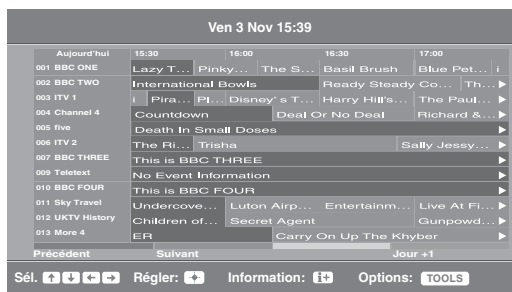 Ven 3 Nov 15:39
Aujourd'hui 15:30 16:00 16:30 17:00
001 BBC ONE Lazy T... Pinky... The S... Basil Brush Blue Pet... i
002 BBC TWO International Bowls Ready Steady Co... Th...
003 ITV 1 i Pira... Pl... Disney's T... Harry Hill's... The Paul...
004 Channel 4 Countdown Deal Or No Deal Richard &...
005 five Death In Small Doses
006 ITV 2 The Ri... Trisha Sally Jessy...
007 BBC THREE This is BBC THREE
009 Teletext No Event Information
010 BBC FOUR This is BBC FOUR
011 Sky Travel Undercove... Luton Airp... Entertainm... Live At Fi...
012 UKTV History Children of... Secret Agent Gunpowd...
013 More 4 ER Carry On Up The Khyber
Précédent Suivant Jour +1
Sél. Régler: Information: i+ Options: TOOLS